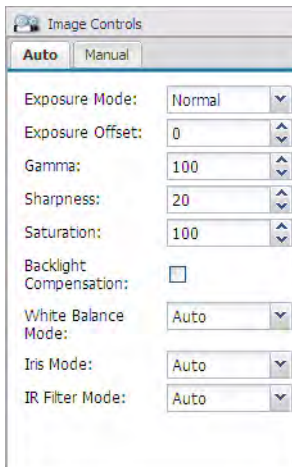 Image Controls
Auto Manual
Exposure Mode: Normal
Exposure Offset: 0
Gamma: 100
Sharpness: 20
Saturation: 100
Backlight
Compensation:
White Balance
Mode: Auto
Iris Mode: Auto
IR Filter Mode: Auto